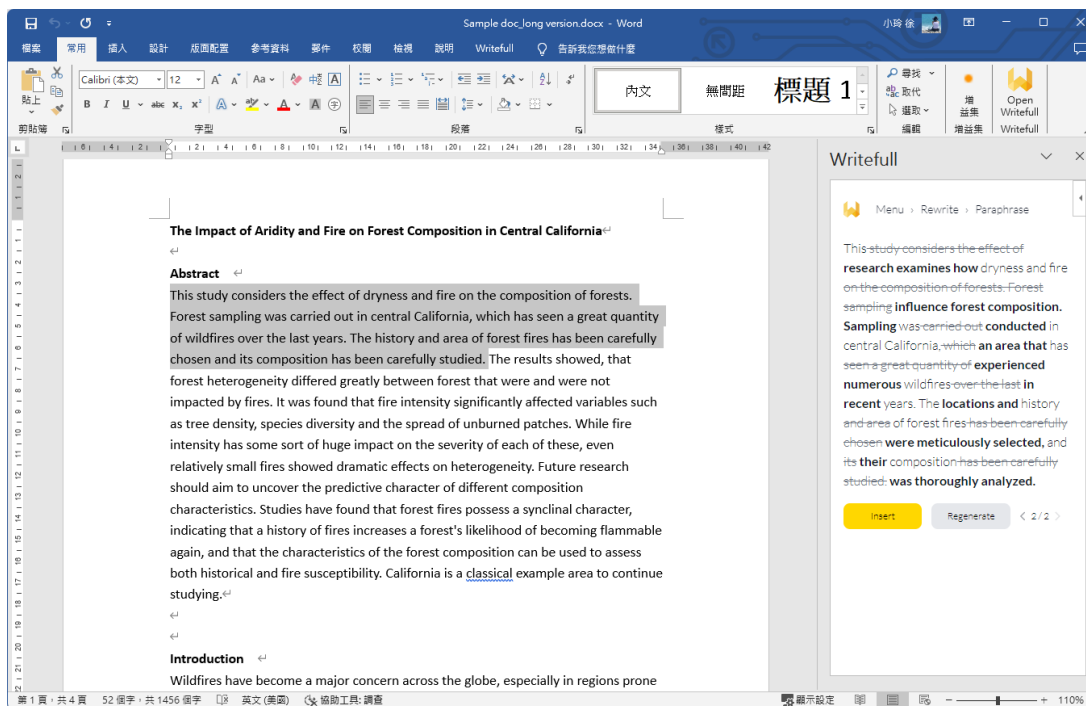 Sample doc_long version.docx - Word
小玲 徐
檔案 常用 插入 設計 版面配置 參考資料 郵件 校閱 檢視 說明 Writefull 告訴我您想做什麼
貼上
剪貼簿
Calibri (本文) 12
B I U abc x₂ x²
字型
段落
內文 無間距 標題 1
樣式
尋找
取代
選取
編輯
增益集
增益集
Open Writefull
Writefull
The Impact of Aridity and Fire on Forest Composition in Central California
Abstract
This study considers the effect of dryness and fire on the composition of forests.
Forest sampling was carried out in central California, which has seen a great quantity
of wildfires over the last years. The history and area of forest fires has been carefully
chosen and its composition has been carefully studied. The results showed, that
forest heterogeneity differed greatly between forest that were and were not
impacted by fires. It was found that fire intensity significantly affected variables such
as tree density, species diversity and the spread of unburned patches. While fire
intensity has some sort of huge impact on the severity of each of these, even
relatively small fires showed dramatic effects on heterogeneity. Future research
should aim to uncover the predictive character of different composition
characteristics. Studies have found that forest fires possess a synclinal character,
indicating that a history of fires increases a forest's likelihood of becoming flammable
again, and that the characteristics of the forest composition can be used to assess
both historical and fire susceptibility. California is a classical example area to continue
studying.
Introduction
Wildfires have become a major concern across the globe, especially in regions prone
Writefull
Menu › Rewrite › Paraphrase
This study considers the effect of
research examines how dryness and fire
on the composition of forests. Forest
sampling influence forest composition.
Sampling was carried out conducted in
central California, which an area that has
seen a great quantity of experienced
numerous wildfires over the last in
recent years. The locations and history
and area of forest fires has been carefully
chosen were meticulously selected, and
its their composition has been carefully
studied. was thoroughly analyzed.
Insert Regenerate 2/2
第 1 頁，共 4 頁 52 個字，共 1456 個字 英文 (美國) 協助工具: 調查 顯示設定 110%